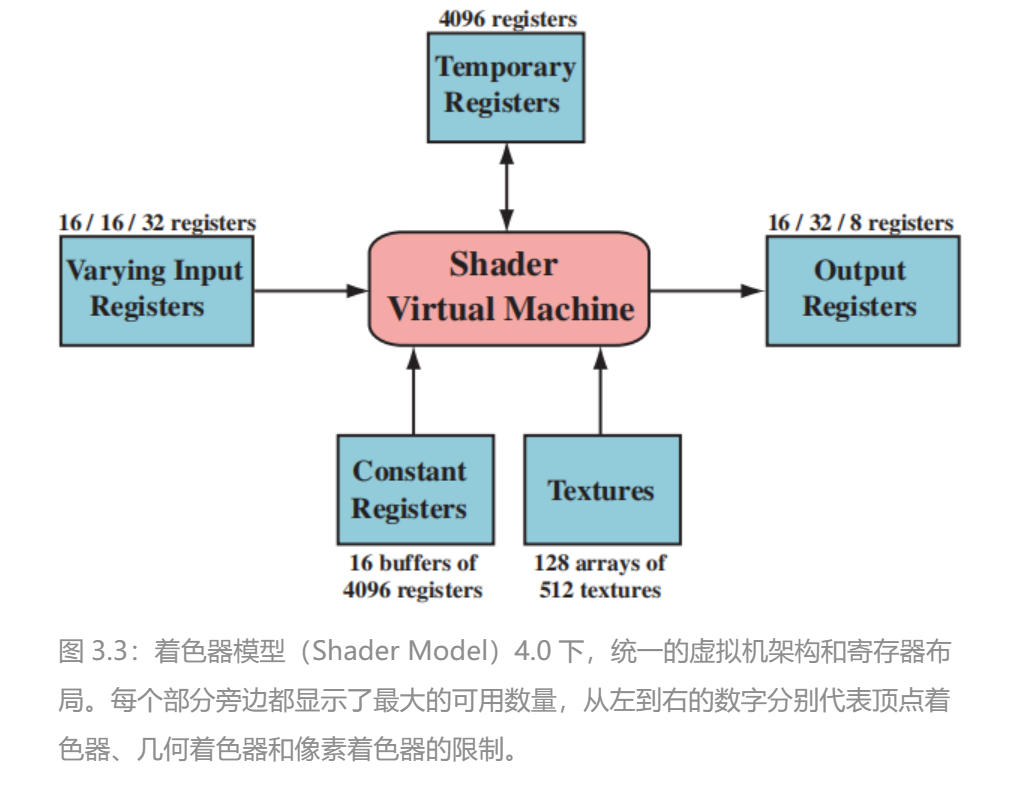 4096 registers
Temporary
Registers
16 / 16 / 32 registers
Varying Input
Registers
Shader
Virtual Machine
16 / 32 / 8 registers
Output
Registers
Constant
Registers
16 buffers of
4096 registers
Textures
128 arrays of
512 textures
图 3.3：着色器模型（Shader Model）4.0 下，统一的虚拟机架构和寄存器布
局。每个部分旁边都显示了最大的可用数量，从左到右的数字分别代表顶点着
色器、几何着色器和像素着色器的限制。